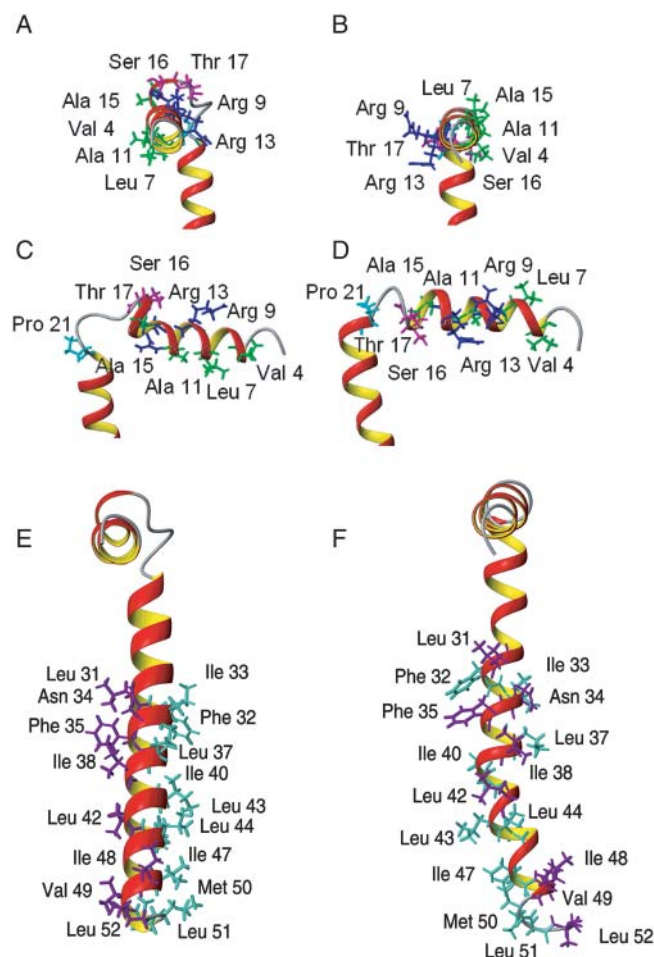 A
Ser 16 Thr 17
Ala 15
Arg 9
Val 4
Arg 13
Ala 11
Leu 7
B
Leu 7
Ala 15
Arg 9
Ala 11
Thr 17
Val 4
Arg 13
Ser 16
C
Ser 16
Thr 17
Arg 13
Arg 9
Pro 21
Ala 15
Val 4
Ala 11
Leu 7
D
Ala 15
Arg 9
Ala 11
Leu 7
Pro 21
Thr 17
Val 4
Arg 13
Ser 16
E
Leu 31
Ile 33
Asn 34
Phe 32
Phe 35
Leu 37
Ile 38
Ile 40
Leu 43
Leu 42
Leu 44
Ile 48
Ile 47
Val 49
Met 50
Leu 52
Leu 51
F
Leu 31
Ile 33
Phe 32
Asn 34
Phe 35
Leu 37
Ile 40
Ile 38
Leu 42
Leu 44
Leu 43
Ile 47
Ile 48
Val 49
Met 50
Leu 52
Leu 51